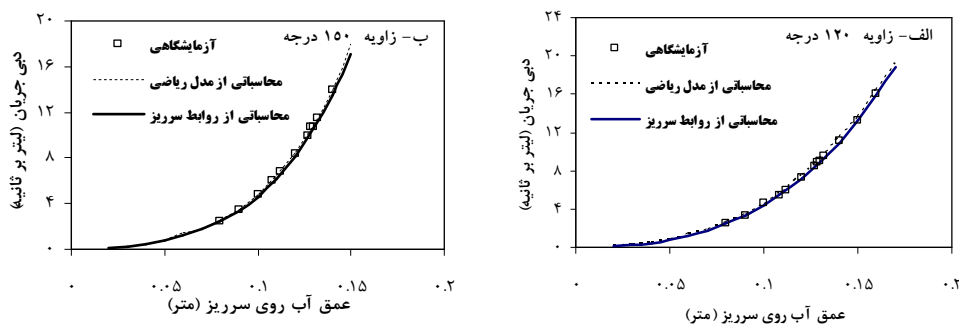 الف- زاویه ۱۲۰ درجه
آزمایشگاهی
محاسباتی از مدل ریاضی
محاسباتی از روابط سرریز
دبی جریان (لیتر بر ثانیه)
۲۴
۲۰
۱۶
۱۲
۸
۴
۰
۰ ۰.۰۵ ۰.۱ ۰.۱۵ ۰.۲
عمق آب روی سرریز (متر)
ب- زاویه ۱۵۰ درجه
آزمایشگاهی
محاسباتی از مدل ریاضی
محاسباتی از روابط سرریز
دبی جریان (لیتر بر ثانیه)
۲۰
۱۶
۱۲
۸
۴
۰
۰ ۰.۰۵ ۰.۱ ۰.۱۵ ۰.۲
عمق آب روی سرریز (متر)